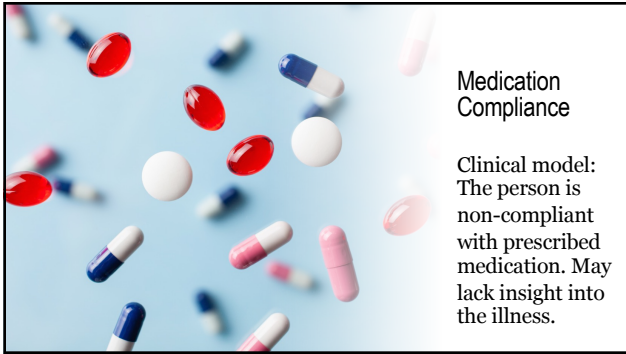 Medication
Compliance
Clinical model:
The person is
non-compliant
with prescribed
medication. May
lack insight into
the illness.